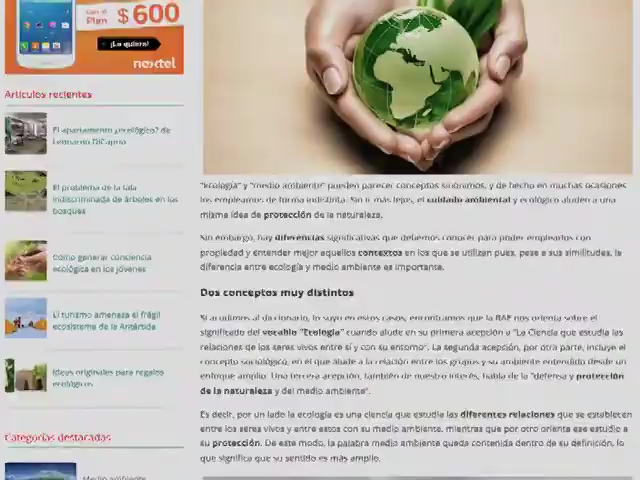 con el
Plan $600
¡Lo quiero!
nextel
Artículos recientes
El apartamento ¿ecológico? de
Leonardo DiCaprio
El problema de la tala
indiscriminada de árboles en los
bosques
Cómo generar conciencia
ecológica en los jóvenes
El turismo amenaza el frágil
ecosistema de la Antártida
Ideas originales para regalos
ecológicos
Categorías destacadas
Medio ambiente
"Ecología" y "medio ambiente" pueden parecer conceptos sinónimos, y de hecho en muchas ocasiones
los empleamos de forma indistinta. Sin ir más lejos, el cuidado ambiental y ecológico aluden a una
misma idea de protección de la naturaleza.
Sin embargo, hay diferencias significativas que debemos conocer para poder emplearlos con
propiedad y entender mejor aquellos contextos en los que se utilizan pues, pese a sus similitudes, la
diferencia entre ecología y medio ambiente es importante.
Dos conceptos muy distintos
Si acudimos al diccionario, lo suyo en estos casos, encontramos que la RAE nos orienta sobre el
significado del vocablo "Ecología" cuando alude en su primera acepción a "La Ciencia que estudia las
relaciones de los seres vivos entre sí y con su entorno". La segunda acepción, por otra parte, incluye el
concepto sociológico, en el que alude a la relación entre los grupos y su ambiente entendido desde un
enfoque amplio. Una tercera acepción, también de nuestro interés, habla de la "defensa y protección
de la naturaleza y del medio ambiente".
Es decir, por un lado la ecología es una ciencia que estudia las diferentes relaciones que se establecen
entre los seres vivos y entre estos con su medio ambiente, mientras que por otro orienta ese estudio a
su protección. De este modo, la palabra medio ambiente queda contenida dentro de su definición, lo
que significa que su sentido es más amplio.